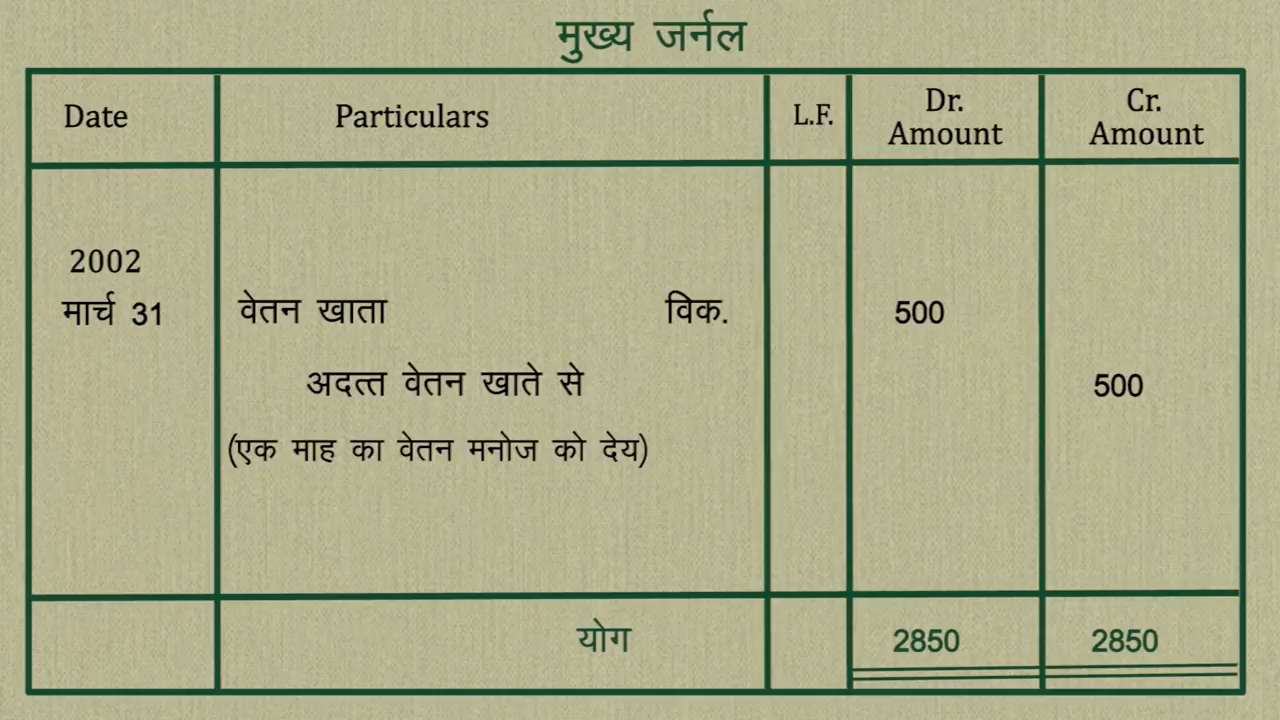 मुख्य जर्नल
Date Particulars L.F. Dr. Amount Cr. Amount
2002
मार्च 31 वेतन खाता विक. 500
अदत्त वेतन खाते से 500
(एक माह का वेतन मनोज को देय)
योग 2850 2850